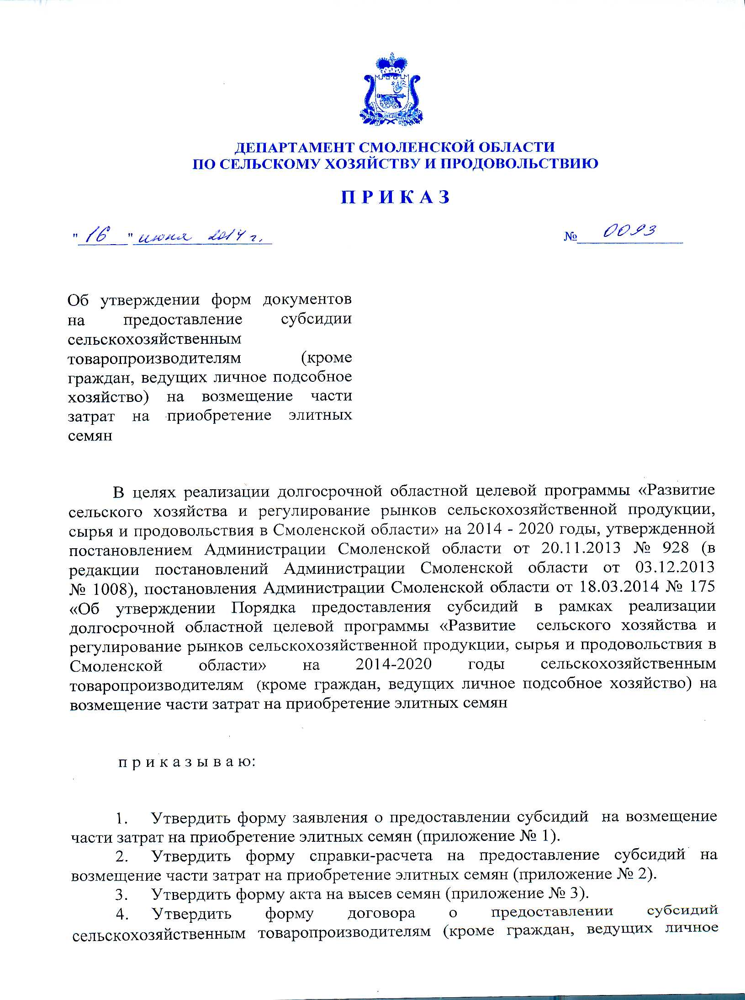 ДЕПАРТАМЕНТ СМОЛЕНСКОЙ ОБЛАСТИ
ПО СЕЛЬСКОМУ ХОЗЯЙСТВУ И ПРОДОВОЛЬСТВИЮ
П Р И К А З
" 16 " июня 2014 г. № 0093
Об утверждении форм документов
на предоставление субсидии
сельскохозяйственным
товаропроизводителям (кроме
граждан, ведущих личное подсобное
хозяйство) на возмещение части
затрат на приобретение элитных
семян
В целях реализации долгосрочной областной целевой программы «Развитие
сельского хозяйства и регулирование рынков сельскохозяйственной продукции,
сырья и продовольствия в Смоленской области» на 2014 - 2020 годы, утвержденной
постановлением Администрации Смоленской области от 20.11.2013 № 928 (в
редакции постановлений Администрации Смоленской области от 03.12.2013
№ 1008), постановления Администрации Смоленской области от 18.03.2014 № 175
«Об утверждении Порядка предоставления субсидий в рамках реализации
долгосрочной областной целевой программы «Развитие сельского хозяйства и
регулирование рынков сельскохозяйственной продукции, сырья и продовольствия в
Смоленской области» на 2014-2020 годы сельскохозяйственным
товаропроизводителям (кроме граждан, ведущих личное подсобное хозяйство) на
возмещение части затрат на приобретение элитных семян
п р и к а з ы в а ю:
1. Утвердить форму заявления о предоставлении субсидий на возмещение
части затрат на приобретение элитных семян (приложение № 1).
2. Утвердить форму справки-расчета на предоставление субсидий на
возмещение части затрат на приобретение элитных семян (приложение № 2).
3. Утвердить форму акта на высев семян (приложение № 3).
4. Утвердить форму договора о предоставлении субсидий
сельскохозяйственным товаропроизводителям (кроме граждан, ведущих личное